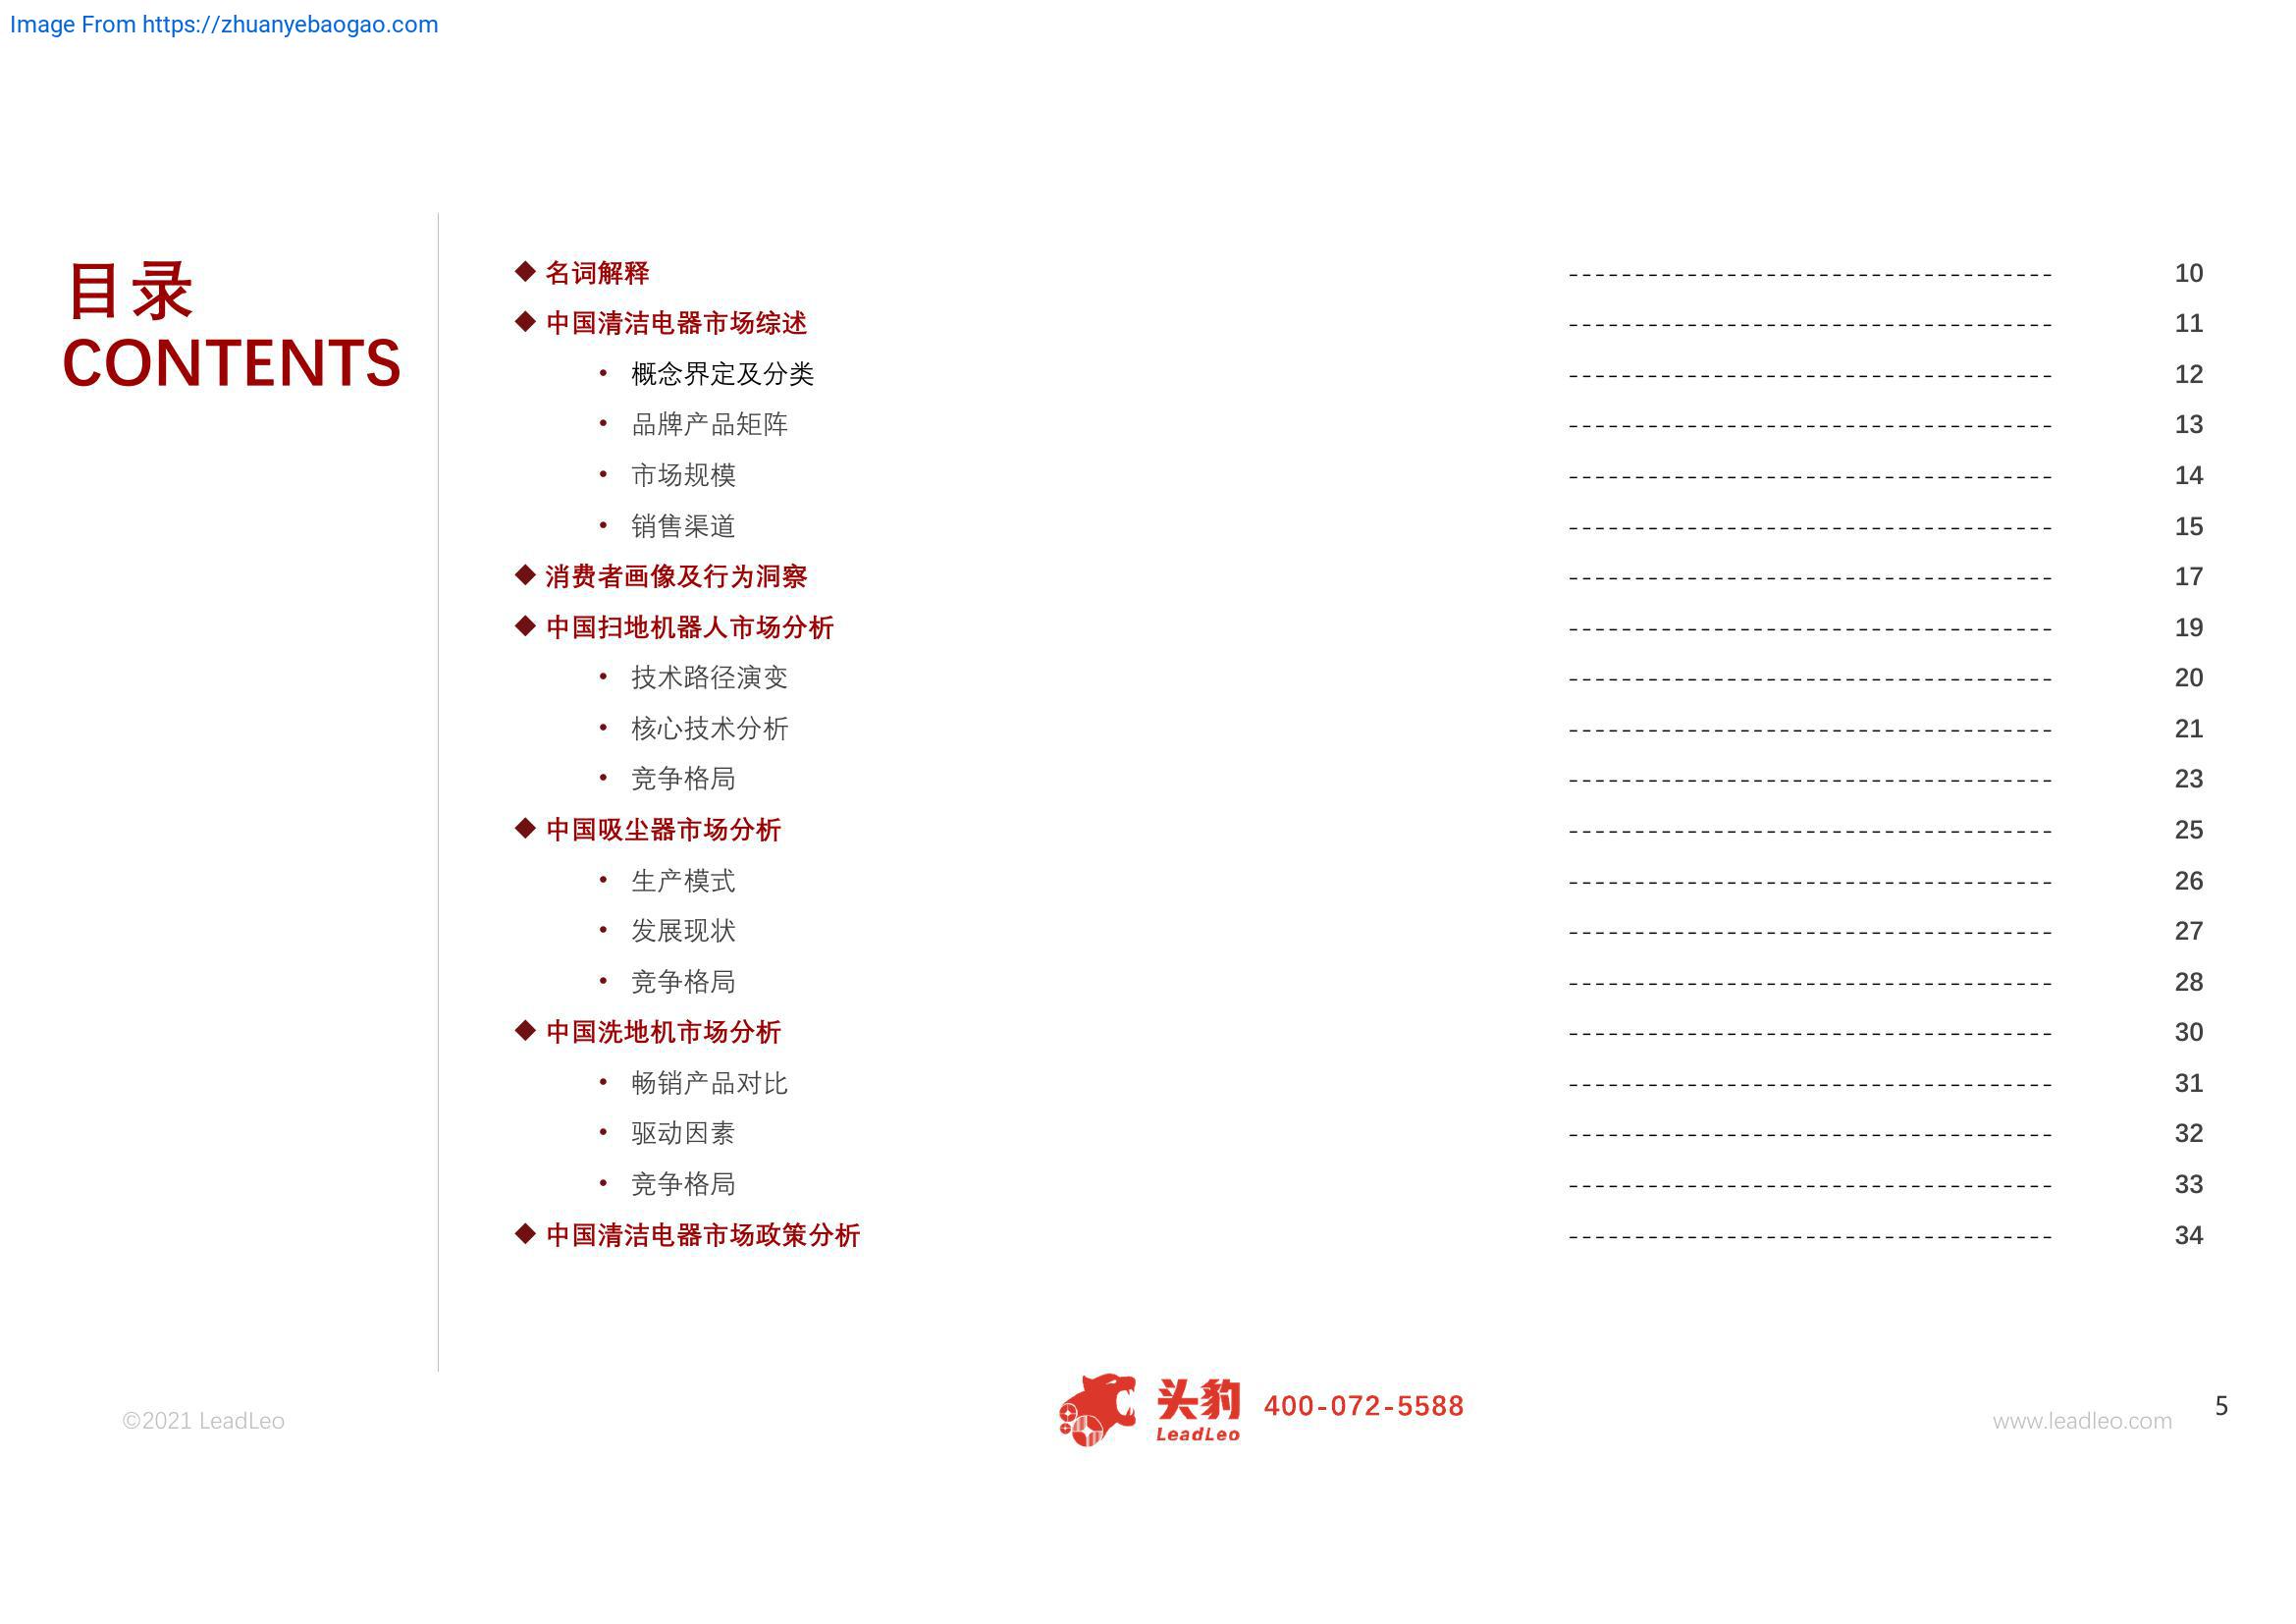 Image From https://zhuanyebaogao.com
目录
CONTENTS
◆ 名词解释 ------------------------------------- 10
◆ 中国清洁电器市场综述 ------------------------------------- 11
• 概念界定及分类 ------------------------------------- 12
• 品牌产品矩阵 ------------------------------------- 13
• 市场规模 ------------------------------------- 14
• 销售渠道 ------------------------------------- 15
◆ 消费者画像及行为洞察 ------------------------------------- 17
◆ 中国扫地机器人市场分析 ------------------------------------- 19
• 技术路径演变 ------------------------------------- 20
• 核心技术分析 ------------------------------------- 21
• 竞争格局 ------------------------------------- 23
◆ 中国吸尘器市场分析 ------------------------------------- 25
• 生产模式 ------------------------------------- 26
• 发展现状 ------------------------------------- 27
• 竞争格局 ------------------------------------- 28
◆ 中国洗地机市场分析 ------------------------------------- 30
• 畅销产品对比 ------------------------------------- 31
• 驱动因素 ------------------------------------- 32
• 竞争格局 ------------------------------------- 33
◆ 中国清洁电器市场政策分析 ------------------------------------- 34
©2021 LeadLeo
头豹
LeadLeo
400-072-5588
www.leadleo.com
5